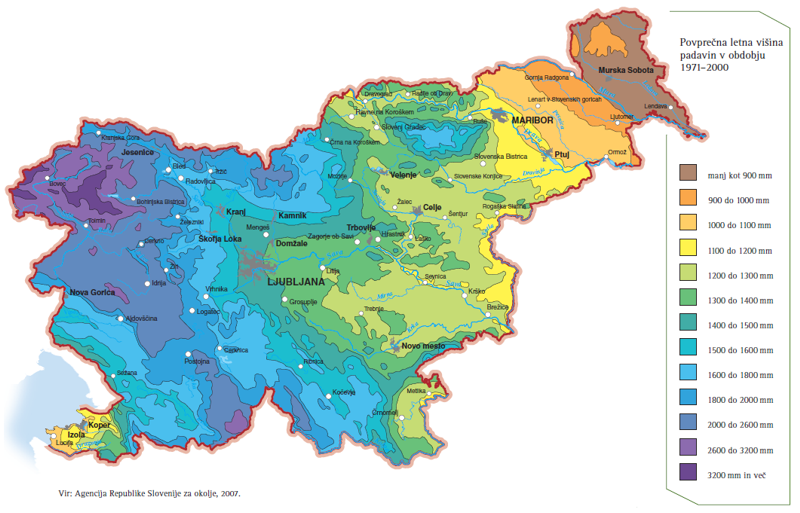 Povprečna letna višina
padavin v obdobju
1971–2000
manj kot 900 mm
900 do 1000 mm
1000 do 1100 mm
1100 do 1200 mm
1200 do 1300 mm
1300 do 1400 mm
1400 do 1500 mm
1500 do 1600 mm
1600 do 1800 mm
1800 do 2000 mm
2000 do 2600 mm
2600 do 3200 mm
3200 mm in več
Murska Sobota
Gornja Radgona
Lendava
Ljutomer
Lenart v Slovenskih goricah
Ormož
MARIBOR
Ptuj
Ruše
Radlje ob Dravi
Dravograd
Ravne na Koroškem
Slovenj Gradec
Črna na Koroškem
Slovenska Bistrica
Slovenske Konjice
Dravinja
Velenje
Mozirje
Žalec
Celje
Šentjur
Rogaška Slatina
Laško
Hrastnik
Trbovlje
Zagorje ob Savi
Kranjska Gora
Jesenice
Bled
Radovljica
Tržič
Bovec
Bohinjska Bistrica
Tolmin
Železniki
Cerkno
Kranj
Kamnik
Škofja Loka
Mengeš
Domžale
Žiri
Idrija
Vrhnika
LJUBLJANA
Litija
Sava
Sevnica
Krško
Brežice
Mirna
Trebnje
Krka
Grosuplje
Logatec
Nova Gorica
Ajdovščina
Postojna
Cerknica
Ribnica
Kočevje
Novo mesto
Metlika
Črnomelj
Sežana
Koper
Izola
Lucija
Vir: Agencija Republike Slovenije za okolje, 2007.